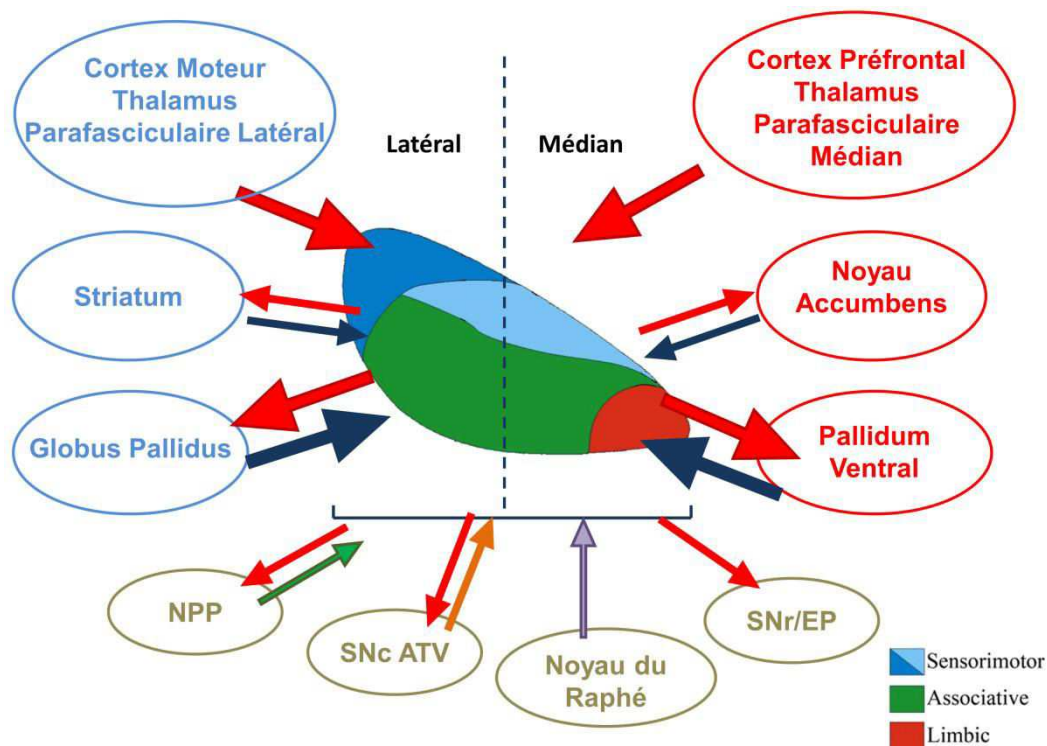 Cortex Moteur
Thalamus
Parafasciculaire Latéral
Cortex Préfrontal
Thalamus
Parafasciculaire
Médian
Latéral
Médian
Striatum
Noyau
Accumbens
Globus Pallidus
Pallidum
Ventral
NPP
SNc ATV
Noyau du
Raphé
SNr/EP
Sensorimotor
Associative
Limbic